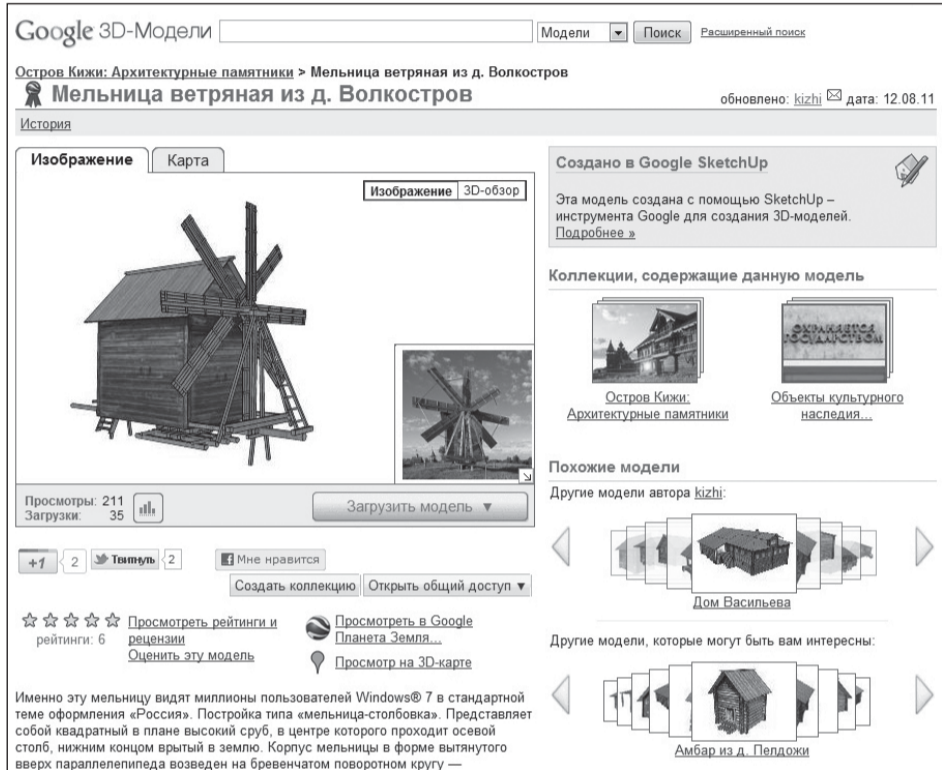 Google 3D-Модели Модели Поиск Расширенный поиск
Остров Кижи: Архитектурные памятники > Мельница ветряная из д. Волкостров
Мельница ветряная из д. Волкостров
обновлено: kizhi дата: 12.08.11
История
Изображение Карта
Изображение 3D-обзор
Просмотры: 211
Загрузки: 35
Загрузить модель ▼
+1 2 Твитнуть 2 Мне нравится
Создать коллекцию Открыть общий доступ ▼
рейтинги: 6
Просмотреть рейтинги и
рецензии
Оценить эту модель
Просмотреть в Google
Планета Земля...
Просмотр на 3D-карте
Именно эту мельницу видят миллионы пользователей Windows® 7 в стандартной
теме оформления «Россия». Постройка типа «мельница-столбовка». Представляет
собой квадратный в плане высокий сруб, в центре которого проходит осевой
столб, нижним концом врытый в землю. Корпус мельницы в форме вытянутого
вверх параллелепипеда возведен на бревенчатом поворотном кругу —
Создано в Google SketchUp
Эта модель создана с помощью SketchUp –
инструмента Google для создания 3D-моделей.
Подробнее »
Коллекции, содержащие данную модель
ОХРАНЯЕТСЯ
ГОСУДАРСТВОМ
Остров Кижи:
Архитектурные памятники
Объекты культурного
наследия...
Похожие модели
Другие модели автора kizhi:
Дом Васильева
Другие модели, которые могут быть вам интересны:
Амбар из д. Пелдожи